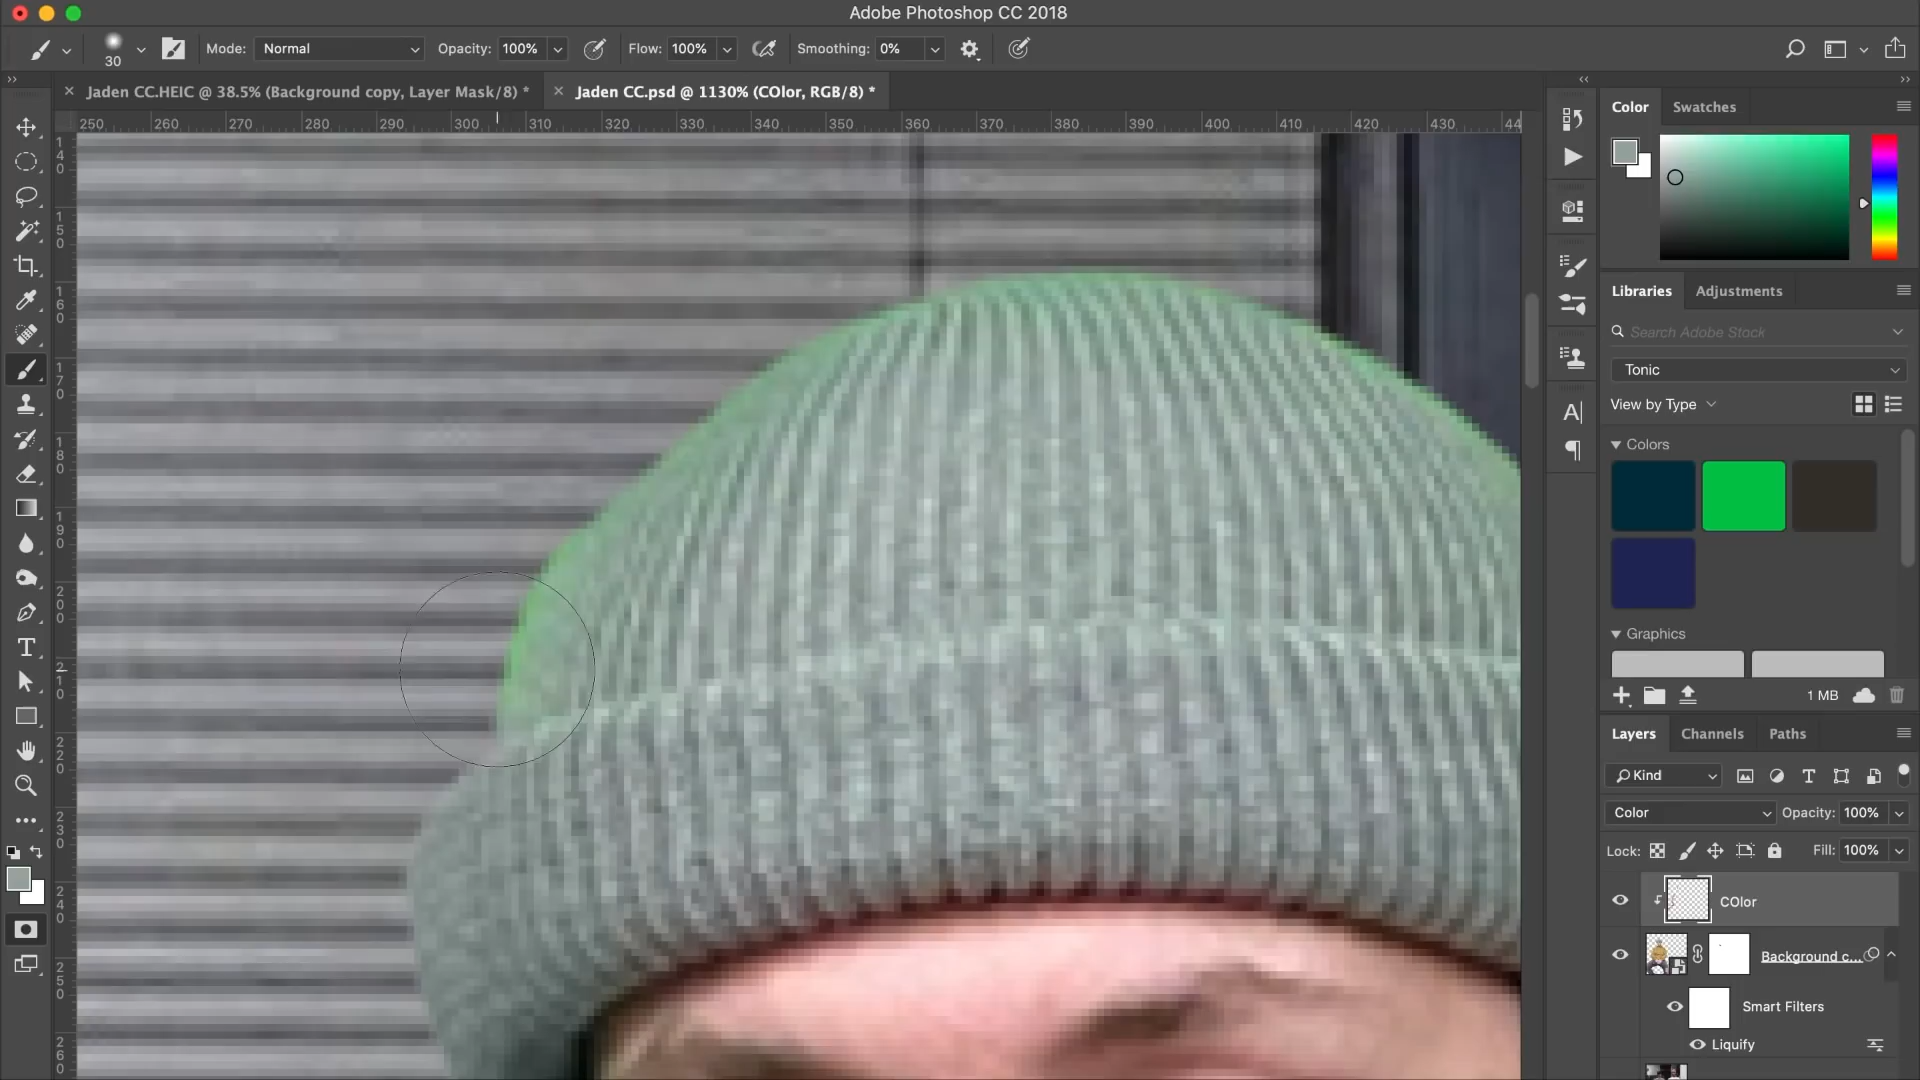 Adobe Photoshop CC 2018
30
Mode: Normal Opacity: 100% Flow: 100% Smoothing: 0%
Jaden CC.HEIC @ 38.5% (Background copy, Layer Mask/8) *
Jaden CC.psd @ 1130% (COlor, RGB/8) *
250 260 270 280 290 300 310 320 330 340 350 360 370 380 390 400 410 420 430 44
140
150
160
170
180
190
200
210
220
230
240
250
260
Color Swatches
Libraries Adjustments
Search Adobe Stock
Tonic
View by Type
Colors
Graphics
1 MB
Layers Channels Paths
Kind
Color Opacity: 100%
Lock: Fill: 100%
COlor
Background c...
Smart Filters
Liquify